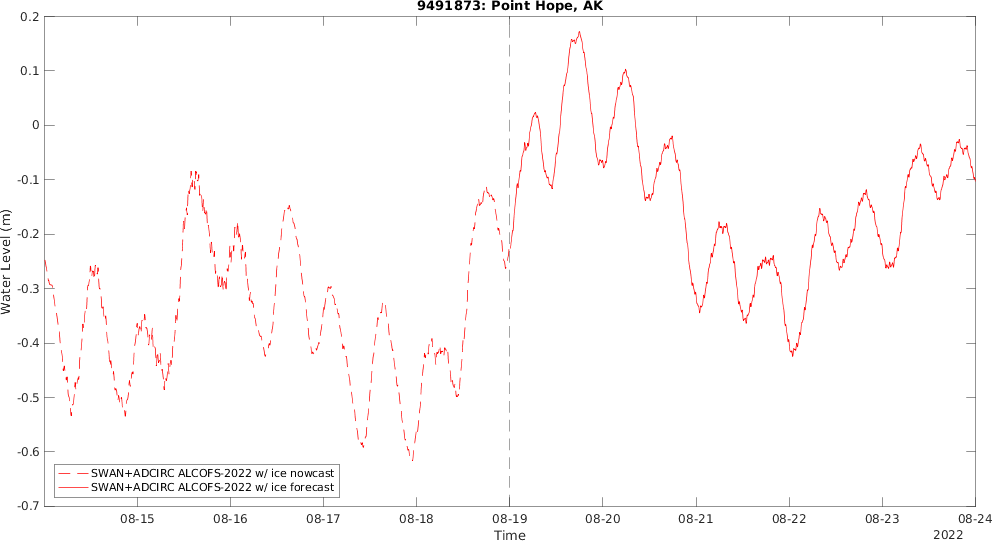 9491873: Point Hope, AK
0.2
0.1
0
-0.1
-0.2
-0.3
-0.4
-0.5
-0.6
-0.7
Water Level (m)
SWAN+ADCIRC ALCOFS-2022 w/ ice nowcast
SWAN+ADCIRC ALCOFS-2022 w/ ice forecast
08-15 08-16 08-17 08-18 08-19 08-20 08-21 08-22 08-23 08-24
Time
2022